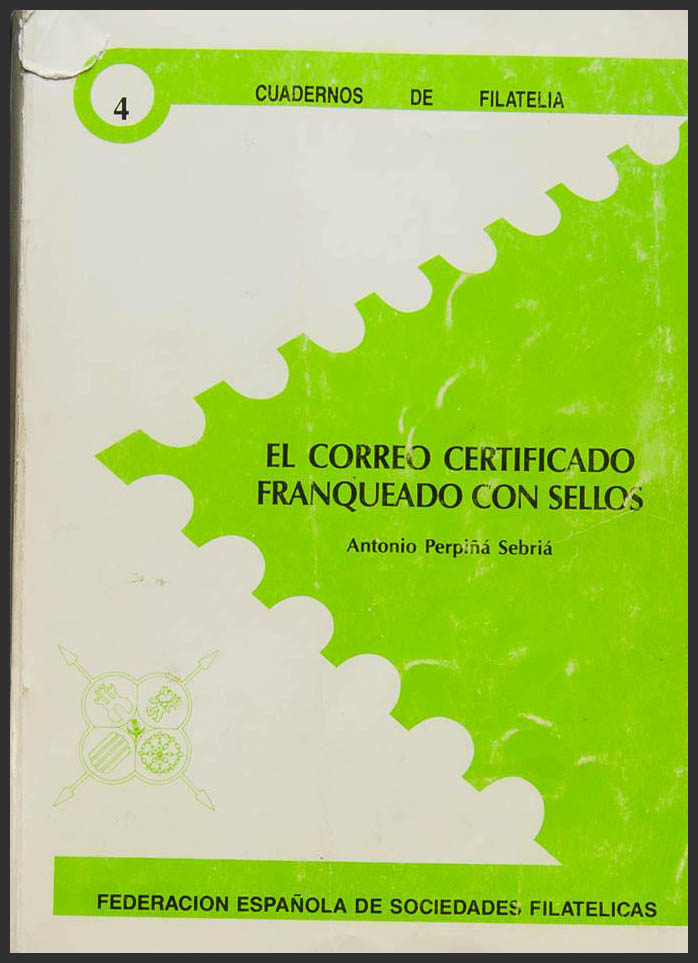 4
CUADERNOS DE FILATELIA
EL CORREO CERTIFICADO
FRANQUEADO CON SELLOS
Antonio Perpiñá Sebriá
FEDERACION ESPAÑOLA DE SOCIEDADES FILATELICAS